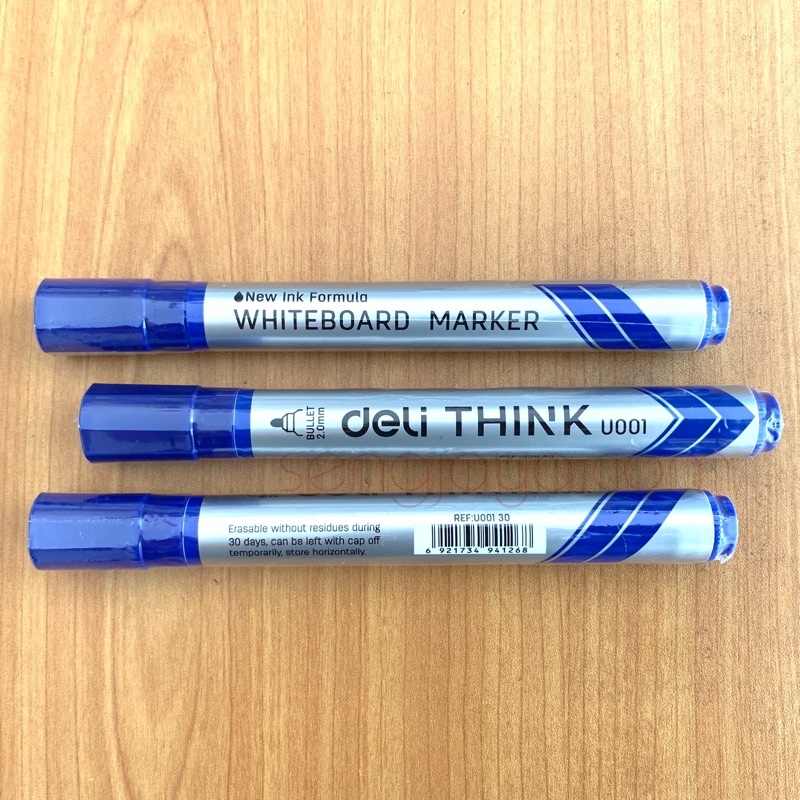 New Ink Formula
WHITEBOARD MARKER
BULLET
2.0mm
deli THINK U001
Erasable without residues during
30 days, can be left with cap off
temporarily, store horizontally.
REF:U001 30
6 921734 941268